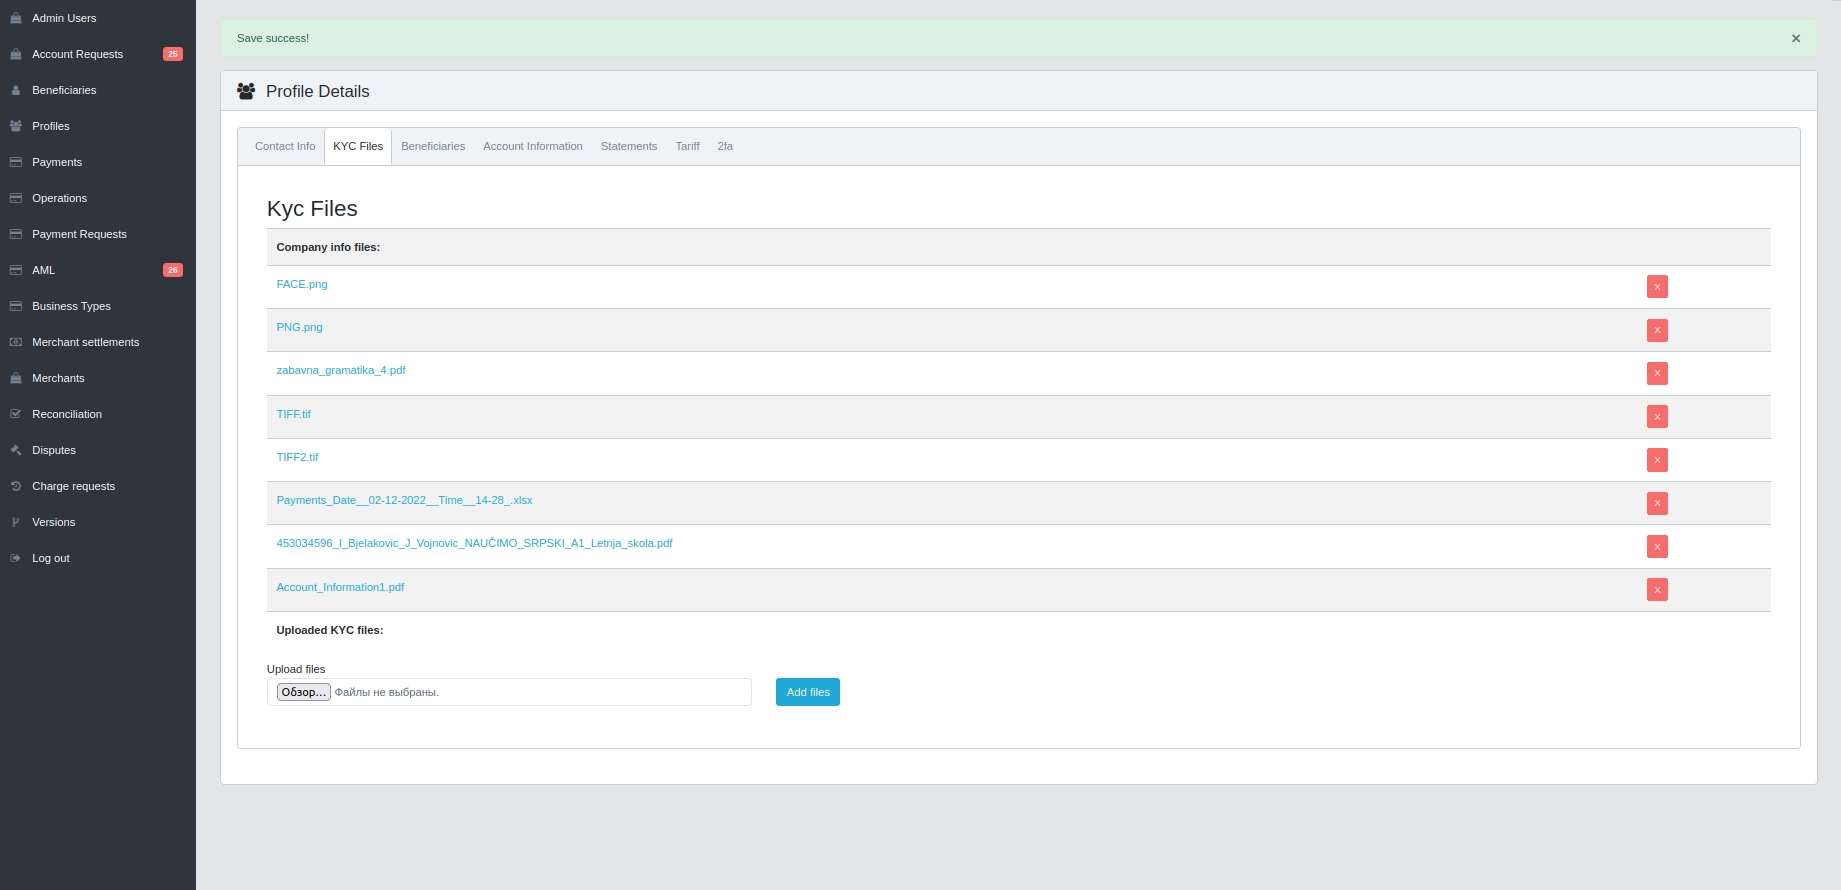 Admin Users
Account Requests 25
Beneficiaries
Profiles
Payments
Operations
Payment Requests
AML 26
Business Types
Merchant settlements
Merchants
Reconciliation
Disputes
Charge requests
Versions
Log out
Save success! ×
Profile Details
Contact Info KYC Files Beneficiaries Account Information Statements Tariff 2fa
Kyc Files
Company info files:
FACE.png X
PNG.png X
zabavna_gramatika_4.pdf X
TIFF.tif X
TIFF2.tif X
Payments_Date__02-12-2022__Time__14-28_.xlsx X
453034596_I_Bjelakovic_J_Vojnovic_NAUČIMO_SRPSKI_A1_Letnja_skola.pdf X
Account_Information1.pdf X
Uploaded KYC files:
Upload files
Обзор... Файлы не выбраны. Add files